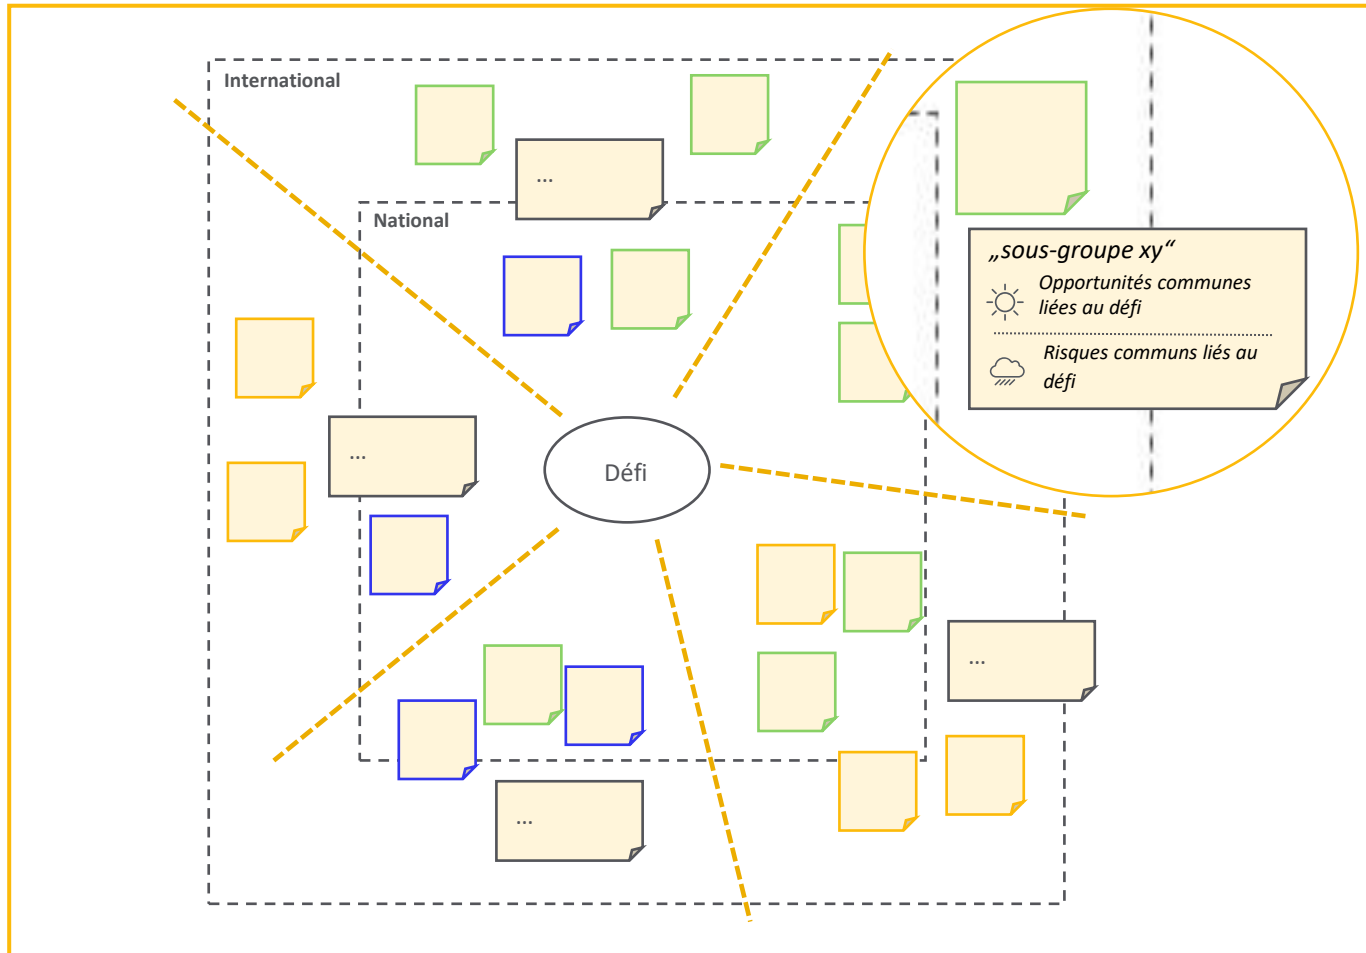 International
...
National
„sous-groupe xy“
Opportunités communes
liées au défi
Risques communs liés au
défi
...
Défi
...
...